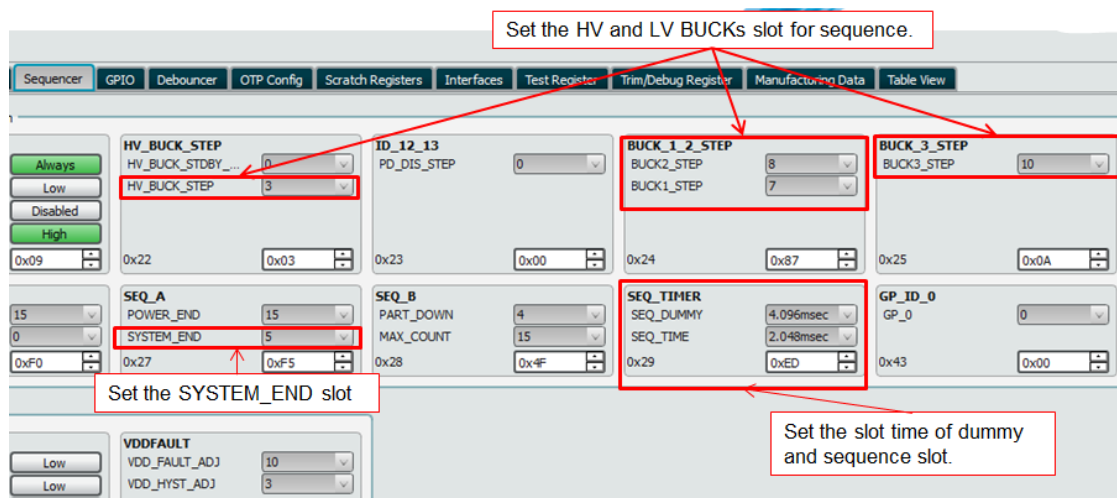 Set the HV and LV BUCKs slot for sequence.
Sequencer GPIO Debouncer OTP Config Scratch Registers Interfaces Test Register Trim/Debug Register Manufacturing Data Table View
HV_BUCK_STEP ID_12_13 BUCK_1_2_STEP BUCK_3_STEP
Always HV_BUCK_STDBY_... 0 PD_DIS_STEP 0 BUCK2_STEP 8 BUCK3_STEP 10
Low HV_BUCK_STEP 3 BUCK1_STEP 7
Disabled
High
0x09 0x22 0x03 0x23 0x00 0x24 0x87 0x25 0x0A
SEQ_A SEQ_B SEQ_TIMER GP_ID_0
15 POWER_END 15 PART_DOWN 4 SEQ_DUMMY 4.096msec GP_0 0
0 SYSTEM_END 5 MAX_COUNT 15 SEQ_TIME 2.048msec
0xF0 0x27 0xF5 0x28 0x4F 0x29 0xED 0x43 0x00
Set the SYSTEM_END slot
Set the slot time of dummy
and sequence slot.
VDDFAULT
Low VDD_FAULT_ADJ 10
Low VDD_HYST_ADJ 3